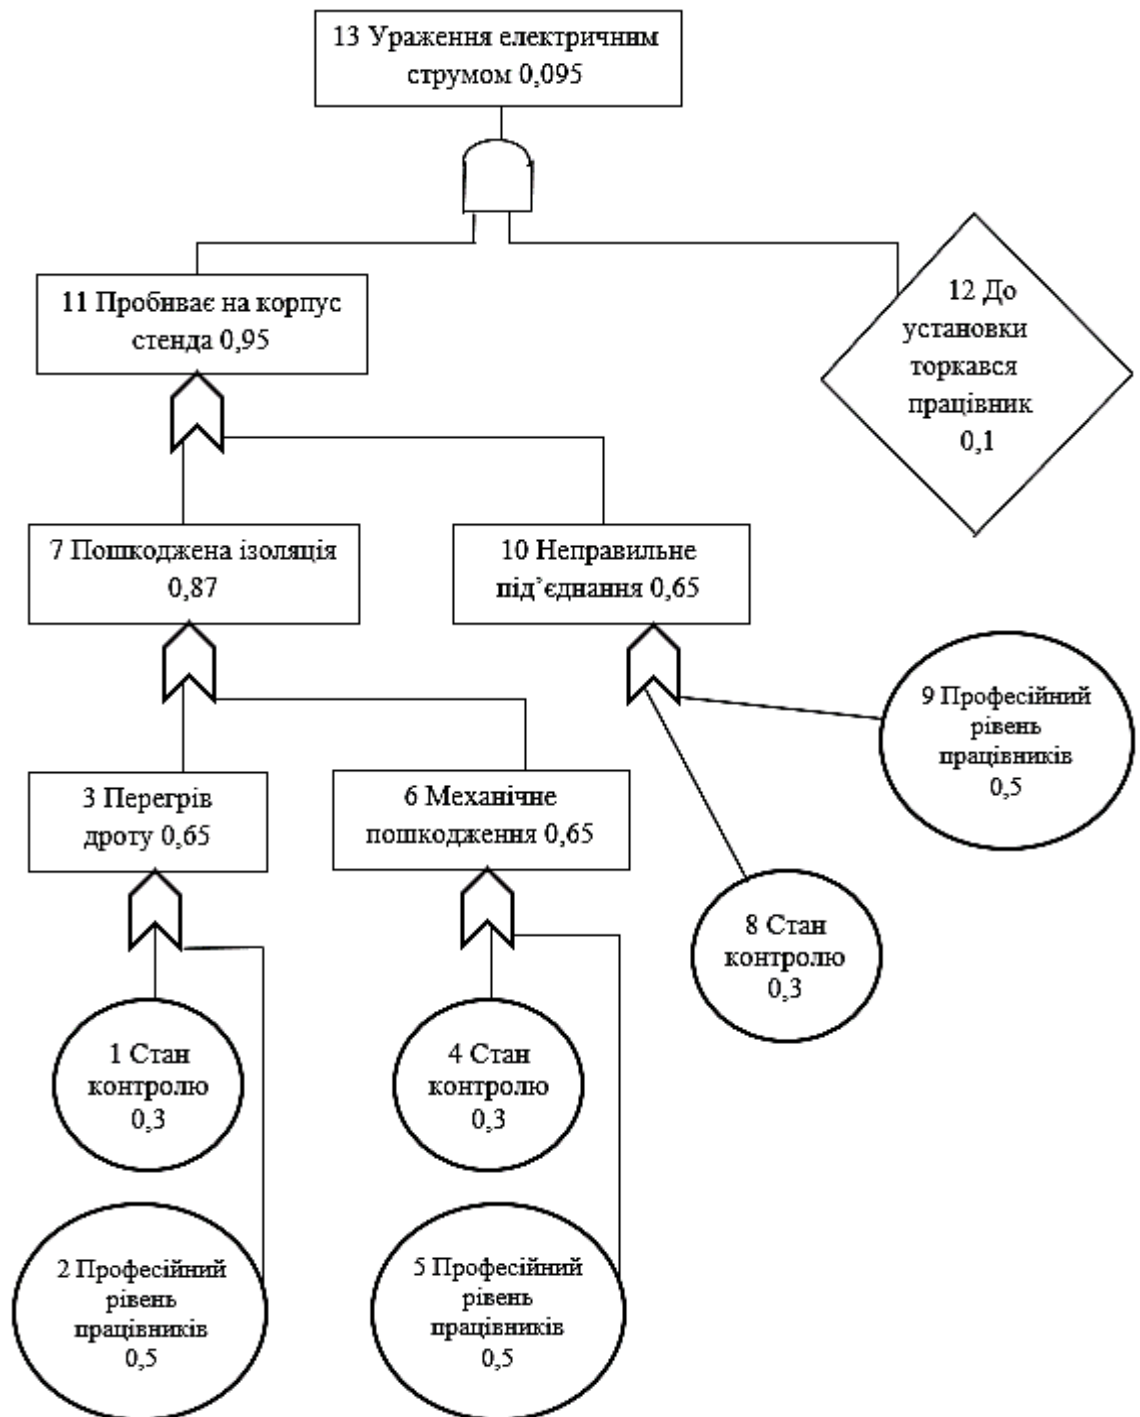 13 Ураження електричним
струмом 0,095
11 Пробиває на корпус
стенда 0,95
12 До
установки
торкався
працівник
0,1
7 Пошкоджена ізоляція
0,87
10 Неправильне
під’єднання 0,65
9 Професійний
рівень
працівників
0,5
3 Перегрів
дроту 0,65
6 Механічне
пошкодження 0,65
8 Стан
контролю
0,3
1 Стан
контролю
0,3
4 Стан
контролю
0,3
2 Професійний
рівень
працівників
0,5
5 Професійний
рівень
працівників
0,5